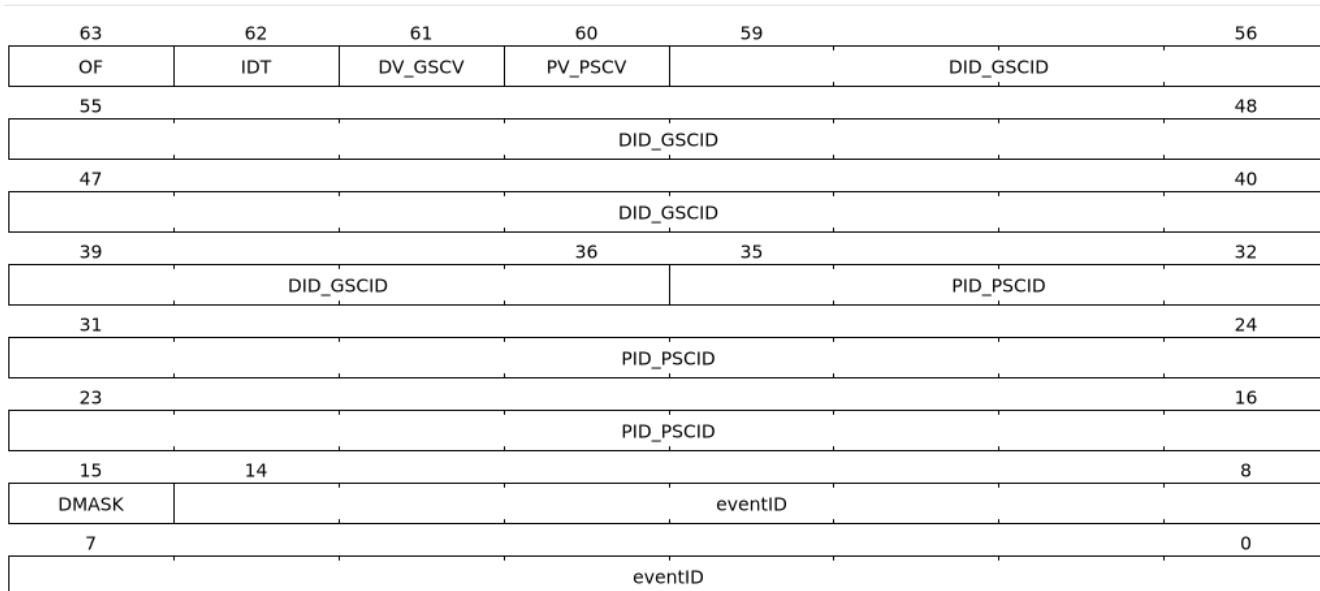 63 62 61 60 59 56
OF IDT DV_GSCV PV_PSCV DID_GSCID
55 48
DID_GSCID
47 40
DID_GSCID
39 36 35 32
DID_GSCID PID_PSCID
31 24
PID_PSCID
23 16
PID_PSCID
15 14 8
DMASK eventID
7 0
eventID